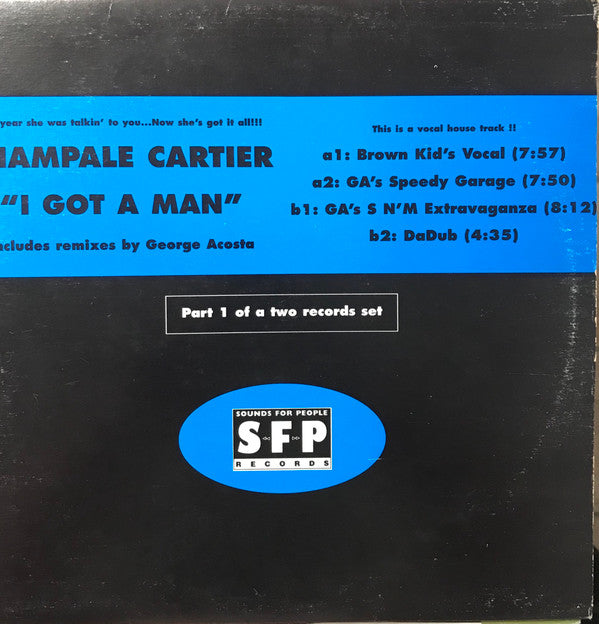 year she was talkin' to you...Now she's got it all!!!
HAMPALE CARTIER
"I GOT A MAN"
ncludes remixes by George Acosta
This is a vocal house track !!
a1: Brown Kid's Vocal (7:57)
a2: GA's Speedy Garage (7:50)
b1: GA's S N'M Extravaganza (8:12)
b2: DaDub (4:35)
Part 1 of a two records set
SOUNDS FOR PEOPLE
S·F·P
RECORDS